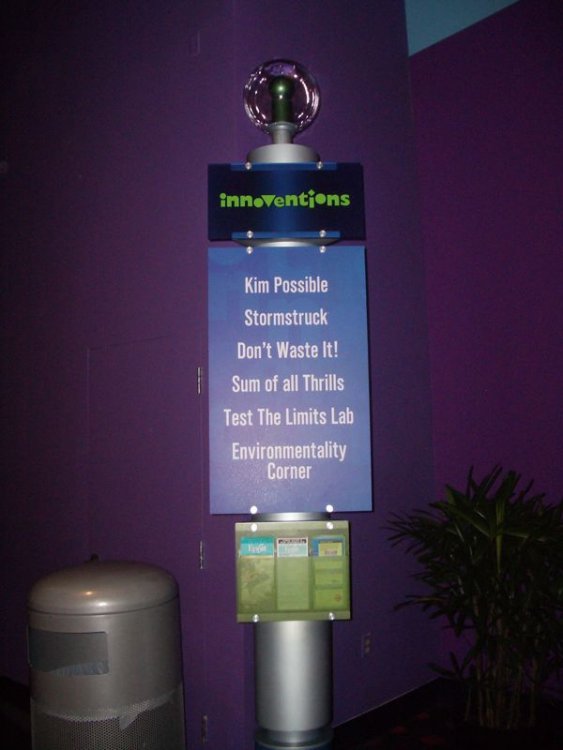 innoventions
Kim Possible
Stormstruck
Don't Waste It!
Sum of all Thrills
Test The Limits Lab
Environmentality
Corner